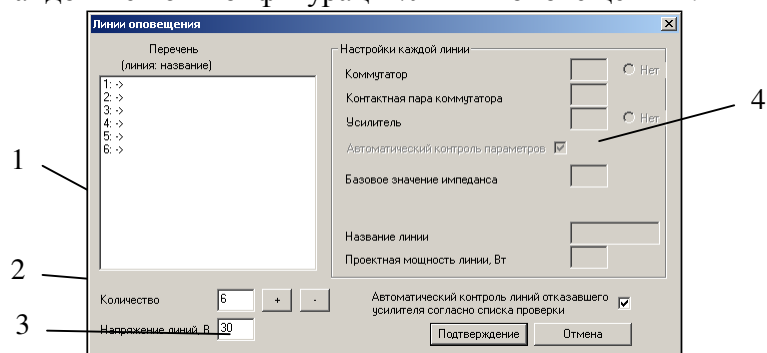 Линии оповещения
Перечень
(линия: название)
1: ->
2: ->
3: ->
4: ->
5: ->
6: ->
Настройки каждой линии
Коммутатор
Нет
Контактная пара коммутатора
Усилитель
Нет
Автоматический контроль параметров
Базовое значение импеданса
Название линии
Проектная мощность линии, Вт
Количество
6
+
-
Напряжение линий, В
30
Автоматический контроль линий отказавшего
усилителя согласно списка проверки
Подтверждение
Отмена
1
2
3
4